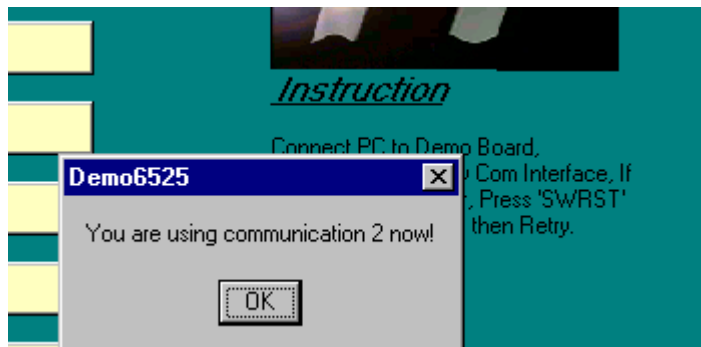 Instruction
Connect PC to Demo Board,
Com Interface, If
, Press 'SWRST'
then Retry.
Demo6525
You are using communication 2 now!
OK